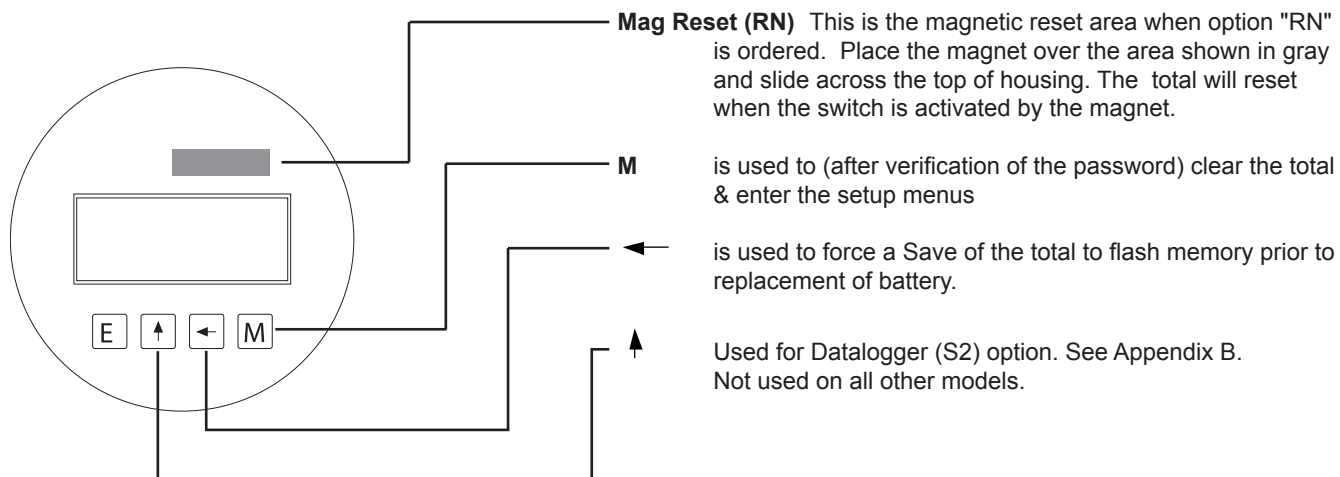 Mag Reset (RN) This is the magnetic reset area when option "RN"
is ordered. Place the magnet over the area shown in gray
and slide across the top of housing. The total will reset
when the switch is activated by the magnet.
M is used to (after verification of the password) clear the total
& enter the setup menus
← is used to force a Save of the total to flash memory prior to
replacement of battery.
↑ Used for Datalogger (S2) option. See Appendix B.
Not used on all other models.
E ↑ ← M